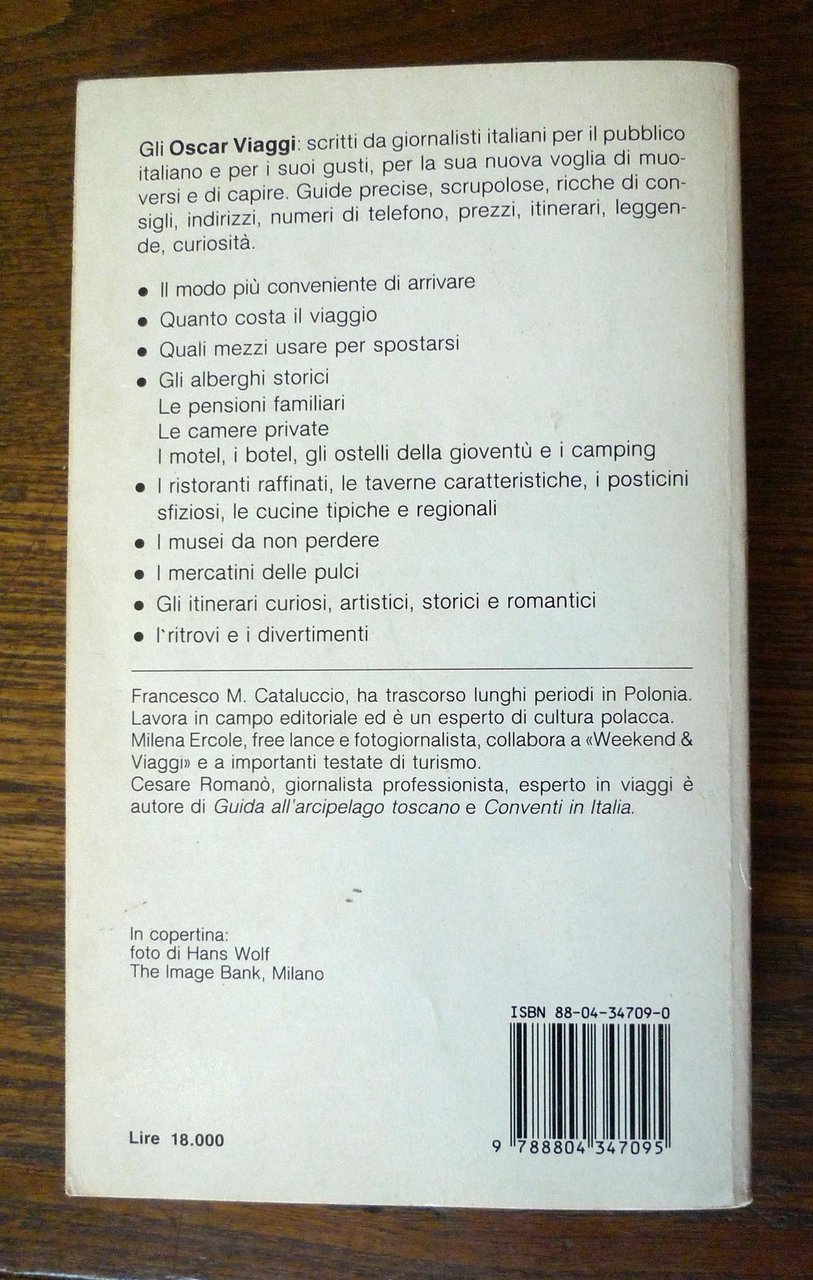 Gli Oscar Viaggi: scritti da giornalisti italiani per il pubblico
italiano e per i suoi gusti, per la sua nuova voglia di muo-
versi e di capire. Guide precise, scrupolose, ricche di con-
sigli, indirizzi, numeri di telefono, prezzi, itinerari, leggen-
de, curiosità.
• Il modo più conveniente di arrivare
• Quanto costa il viaggio
• Quali mezzi usare per spostarsi
• Gli alberghi storici
Le pensioni familiari
Le camere private
I motel, i botel, gli ostelli della gioventù e i camping
• I ristoranti raffinati, le taverne caratteristiche, i posticini
sfiziosi, le cucine tipiche e regionali
• I musei da non perdere
• I mercatini delle pulci
• Gli itinerari curiosi, artistici, storici e romantici
• I ritrovi e i divertimenti
Francesco M. Cataluccio, ha trascorso lunghi periodi in Polonia.
Lavora in campo editoriale ed è un esperto di cultura polacca.
Milena Ercole, free lance e fotogiornalista, collabora a «Weekend &
Viaggi» e a importanti testate di turismo.
Cesare Romanò, giornalista professionista, esperto in viaggi è
autore di Guida all'arcipelago toscano e Conventi in Italia.
In copertina:
foto di Hans Wolf
The Image Bank, Milano
ISBN 88-04-34709-0
Lire 18.000
9 788804 347095